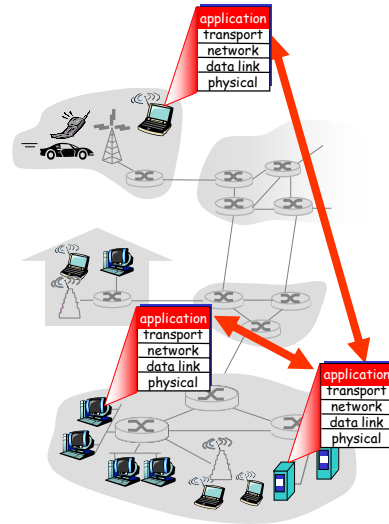 application
transport
network
data link
physical
application
transport
network
data link
physical
application
transport
network
data link
physical